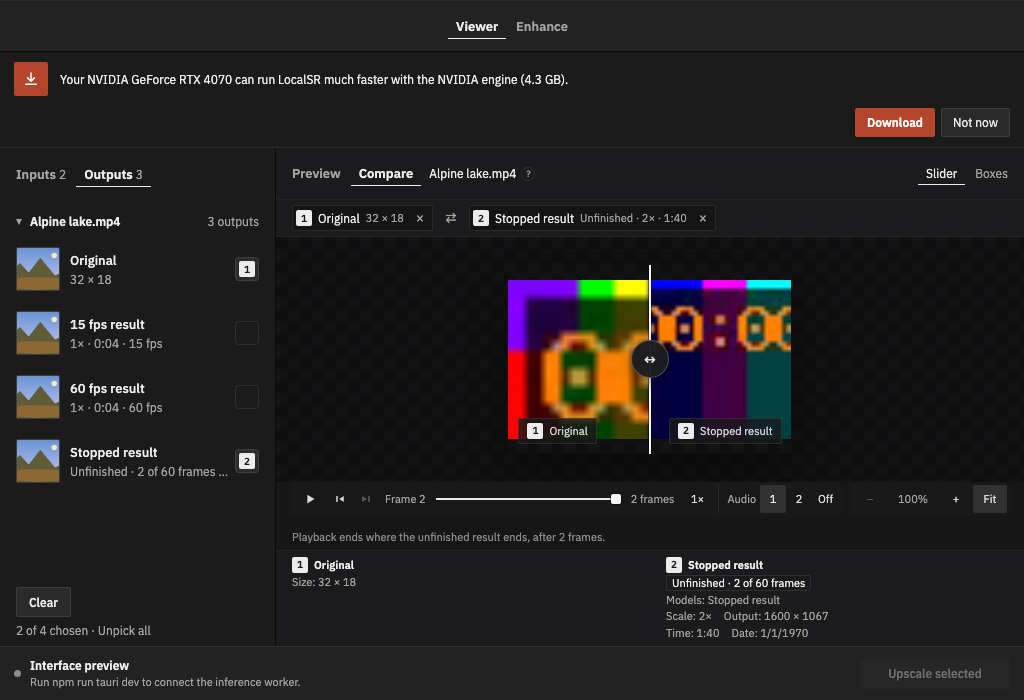 Viewer Enhance
Your NVIDIA GeForce RTX 4070 can run LocalSR much faster with the NVIDIA engine (4.3 GB).
Download Not now
Inputs 2 Outputs 3
Preview Compare Alpine lake.mp4 ?
Slider Boxes
Alpine lake.mp4 3 outputs
1 Original 32 × 18 ×
2 Stopped result Unfinished · 2× · 1:40 ×
Original
32 × 18
1
15 fps result
1× · 0:04 · 15 fps
60 fps result
1× · 0:04 · 60 fps
Stopped result
Unfinished · 2 of 60 frames ...
2
1 Original
2 Stopped result
Frame 2 2 frames 1× Audio 1 2 Off − 100% + Fit
Playback ends where the unfinished result ends, after 2 frames.
1 Original
Size: 32 × 18
2 Stopped result
Unfinished · 2 of 60 frames
Models: Stopped result
Scale: 2× Output: 1600 × 1067
Time: 1:40 Date: 1/1/1970
Clear
2 of 4 chosen · Unpick all
Interface preview
Run npm run tauri dev to connect the inference worker.
Upscale selected